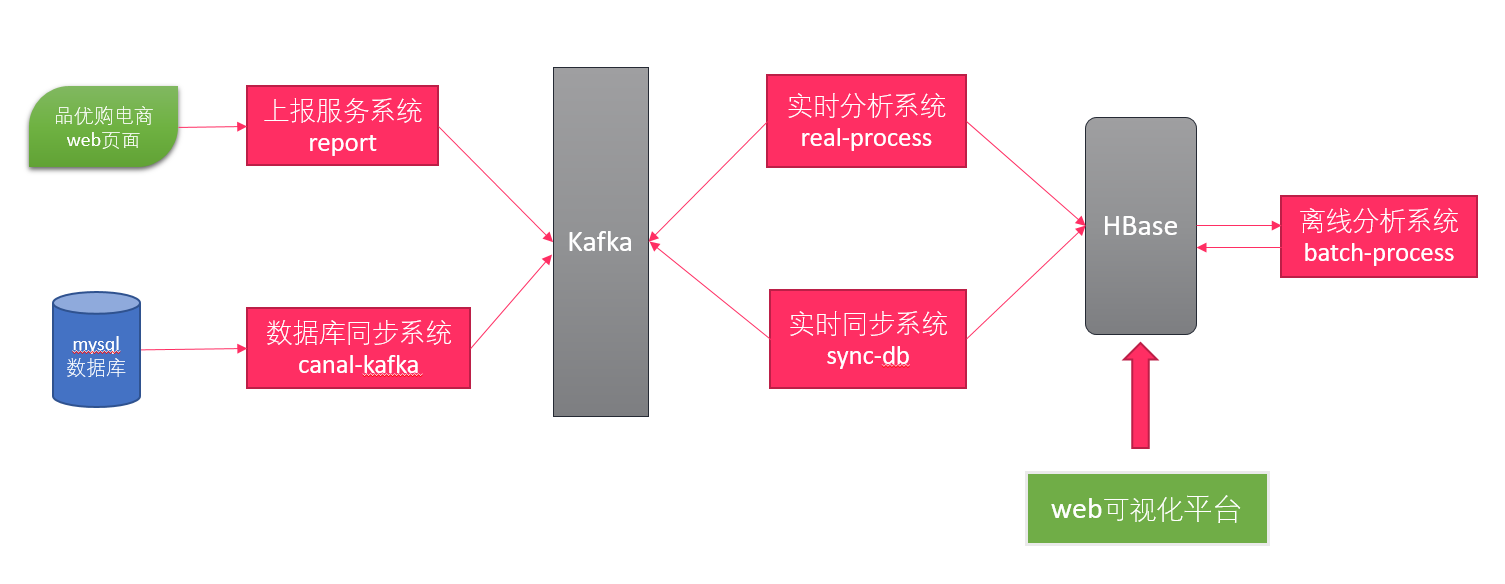 品优购电商
web页面
上报服务系统
report
mysql
数据库
数据库同步系统
canal-kafka
Kafka
实时分析系统
real-process
实时同步系统
sync-db
HBase
离线分析系统
batch-process
web可视化平台